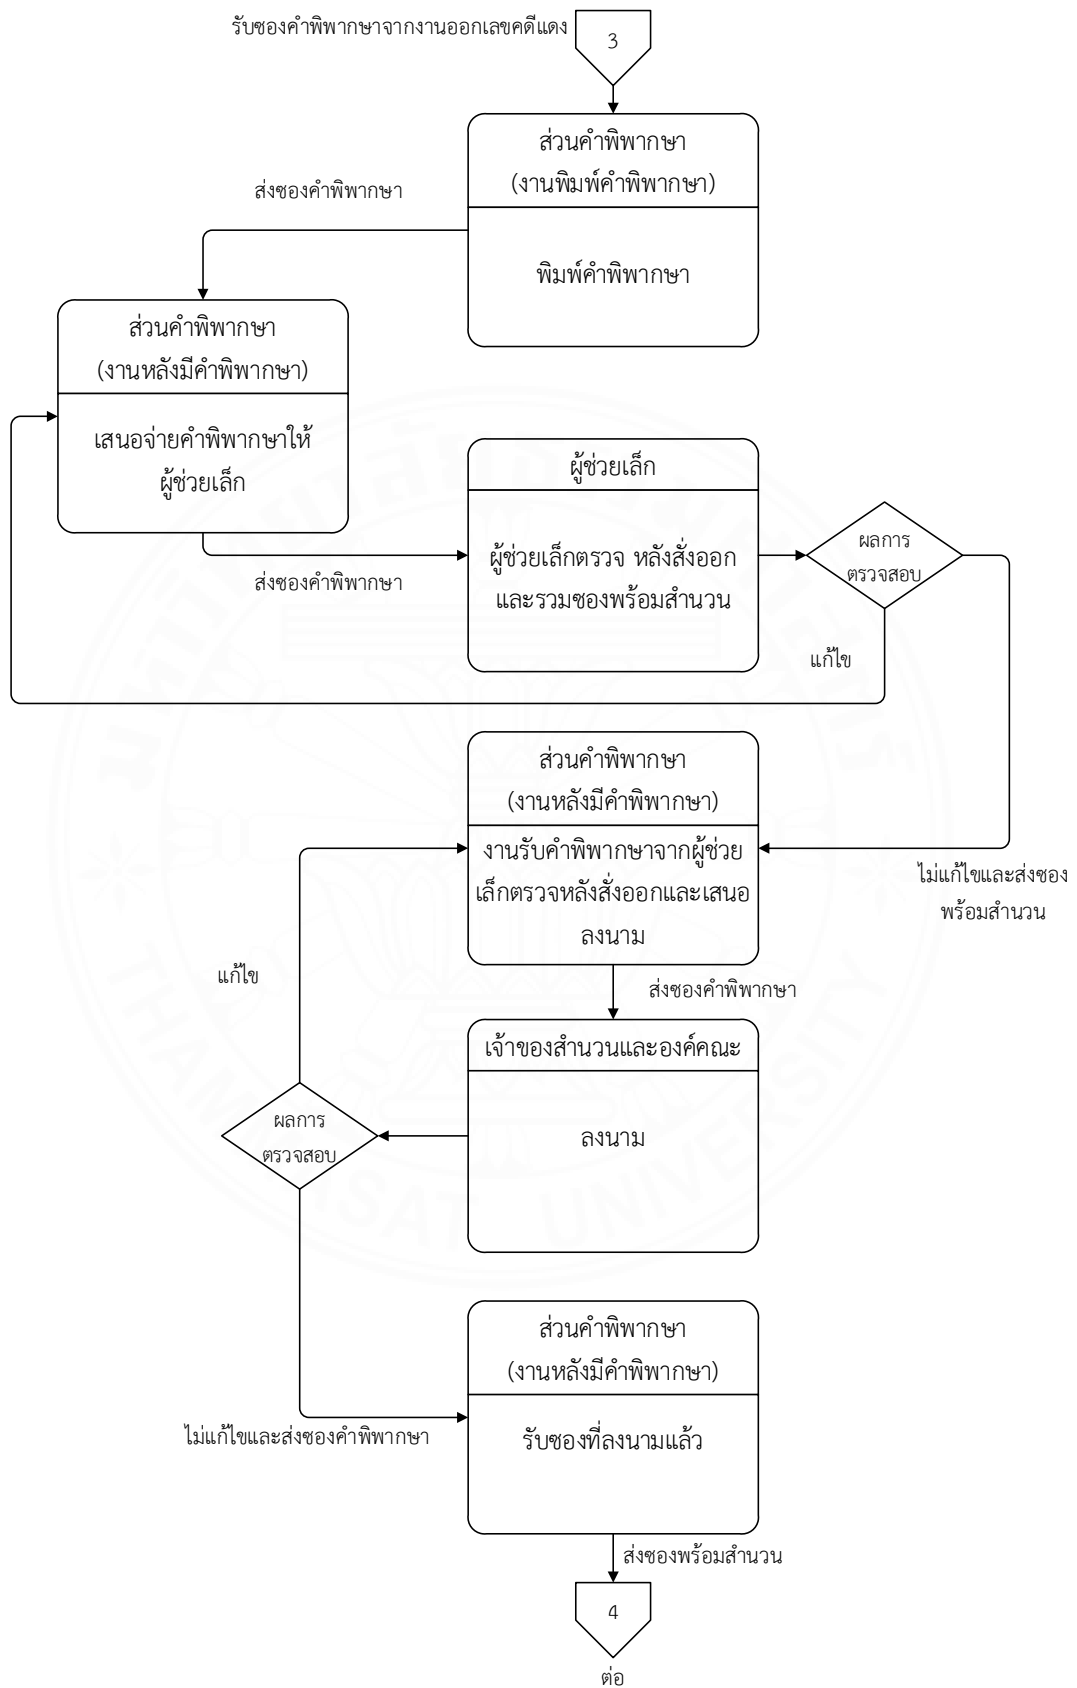 รับซองคำพิพากษาจากงานออกเลขคดีแดง
3
ส่วนคำพิพากษา
(งานพิมพ์คำพิพากษา)
ส่งซองคำพิพากษา
พิมพ์คำพิพากษา
ส่วนคำพิพากษา
(งานหลังมีคำพิพากษา)
เสนอจ่ายคำพิพากษาให้
ผู้ช่วยเล็ก
ผู้ช่วยเล็ก
ผู้ช่วยเล็กตรวจ หลังสั่งออก
และรวมซองพร้อมสำนวน
ส่งซองคำพิพากษา
ผลการ
ตรวจสอบ
แก้ไข
ส่วนคำพิพากษา
(งานหลังมีคำพิพากษา)
งานรับคำพิพากษาจากผู้ช่วย
เล็กตรวจหลังสั่งออกและเสนอ
ลงนาม
ไม่แก้ไขและส่งซอง
พร้อมสำนวน
แก้ไข
ส่งซองคำพิพากษา
เจ้าของสำนวนและองค์คณะ
ลงนาม
ผลการ
ตรวจสอบ
ส่วนคำพิพากษา
(งานหลังมีคำพิพากษา)
ไม่แก้ไขและส่งซองคำพิพากษา
รับซองที่ลงนามแล้ว
ส่งซองพร้อมสำนวน
4
ต่อ
มหาวิทยาลัยธรรมศาสตร์
THAMMASAT UNIVERSITY